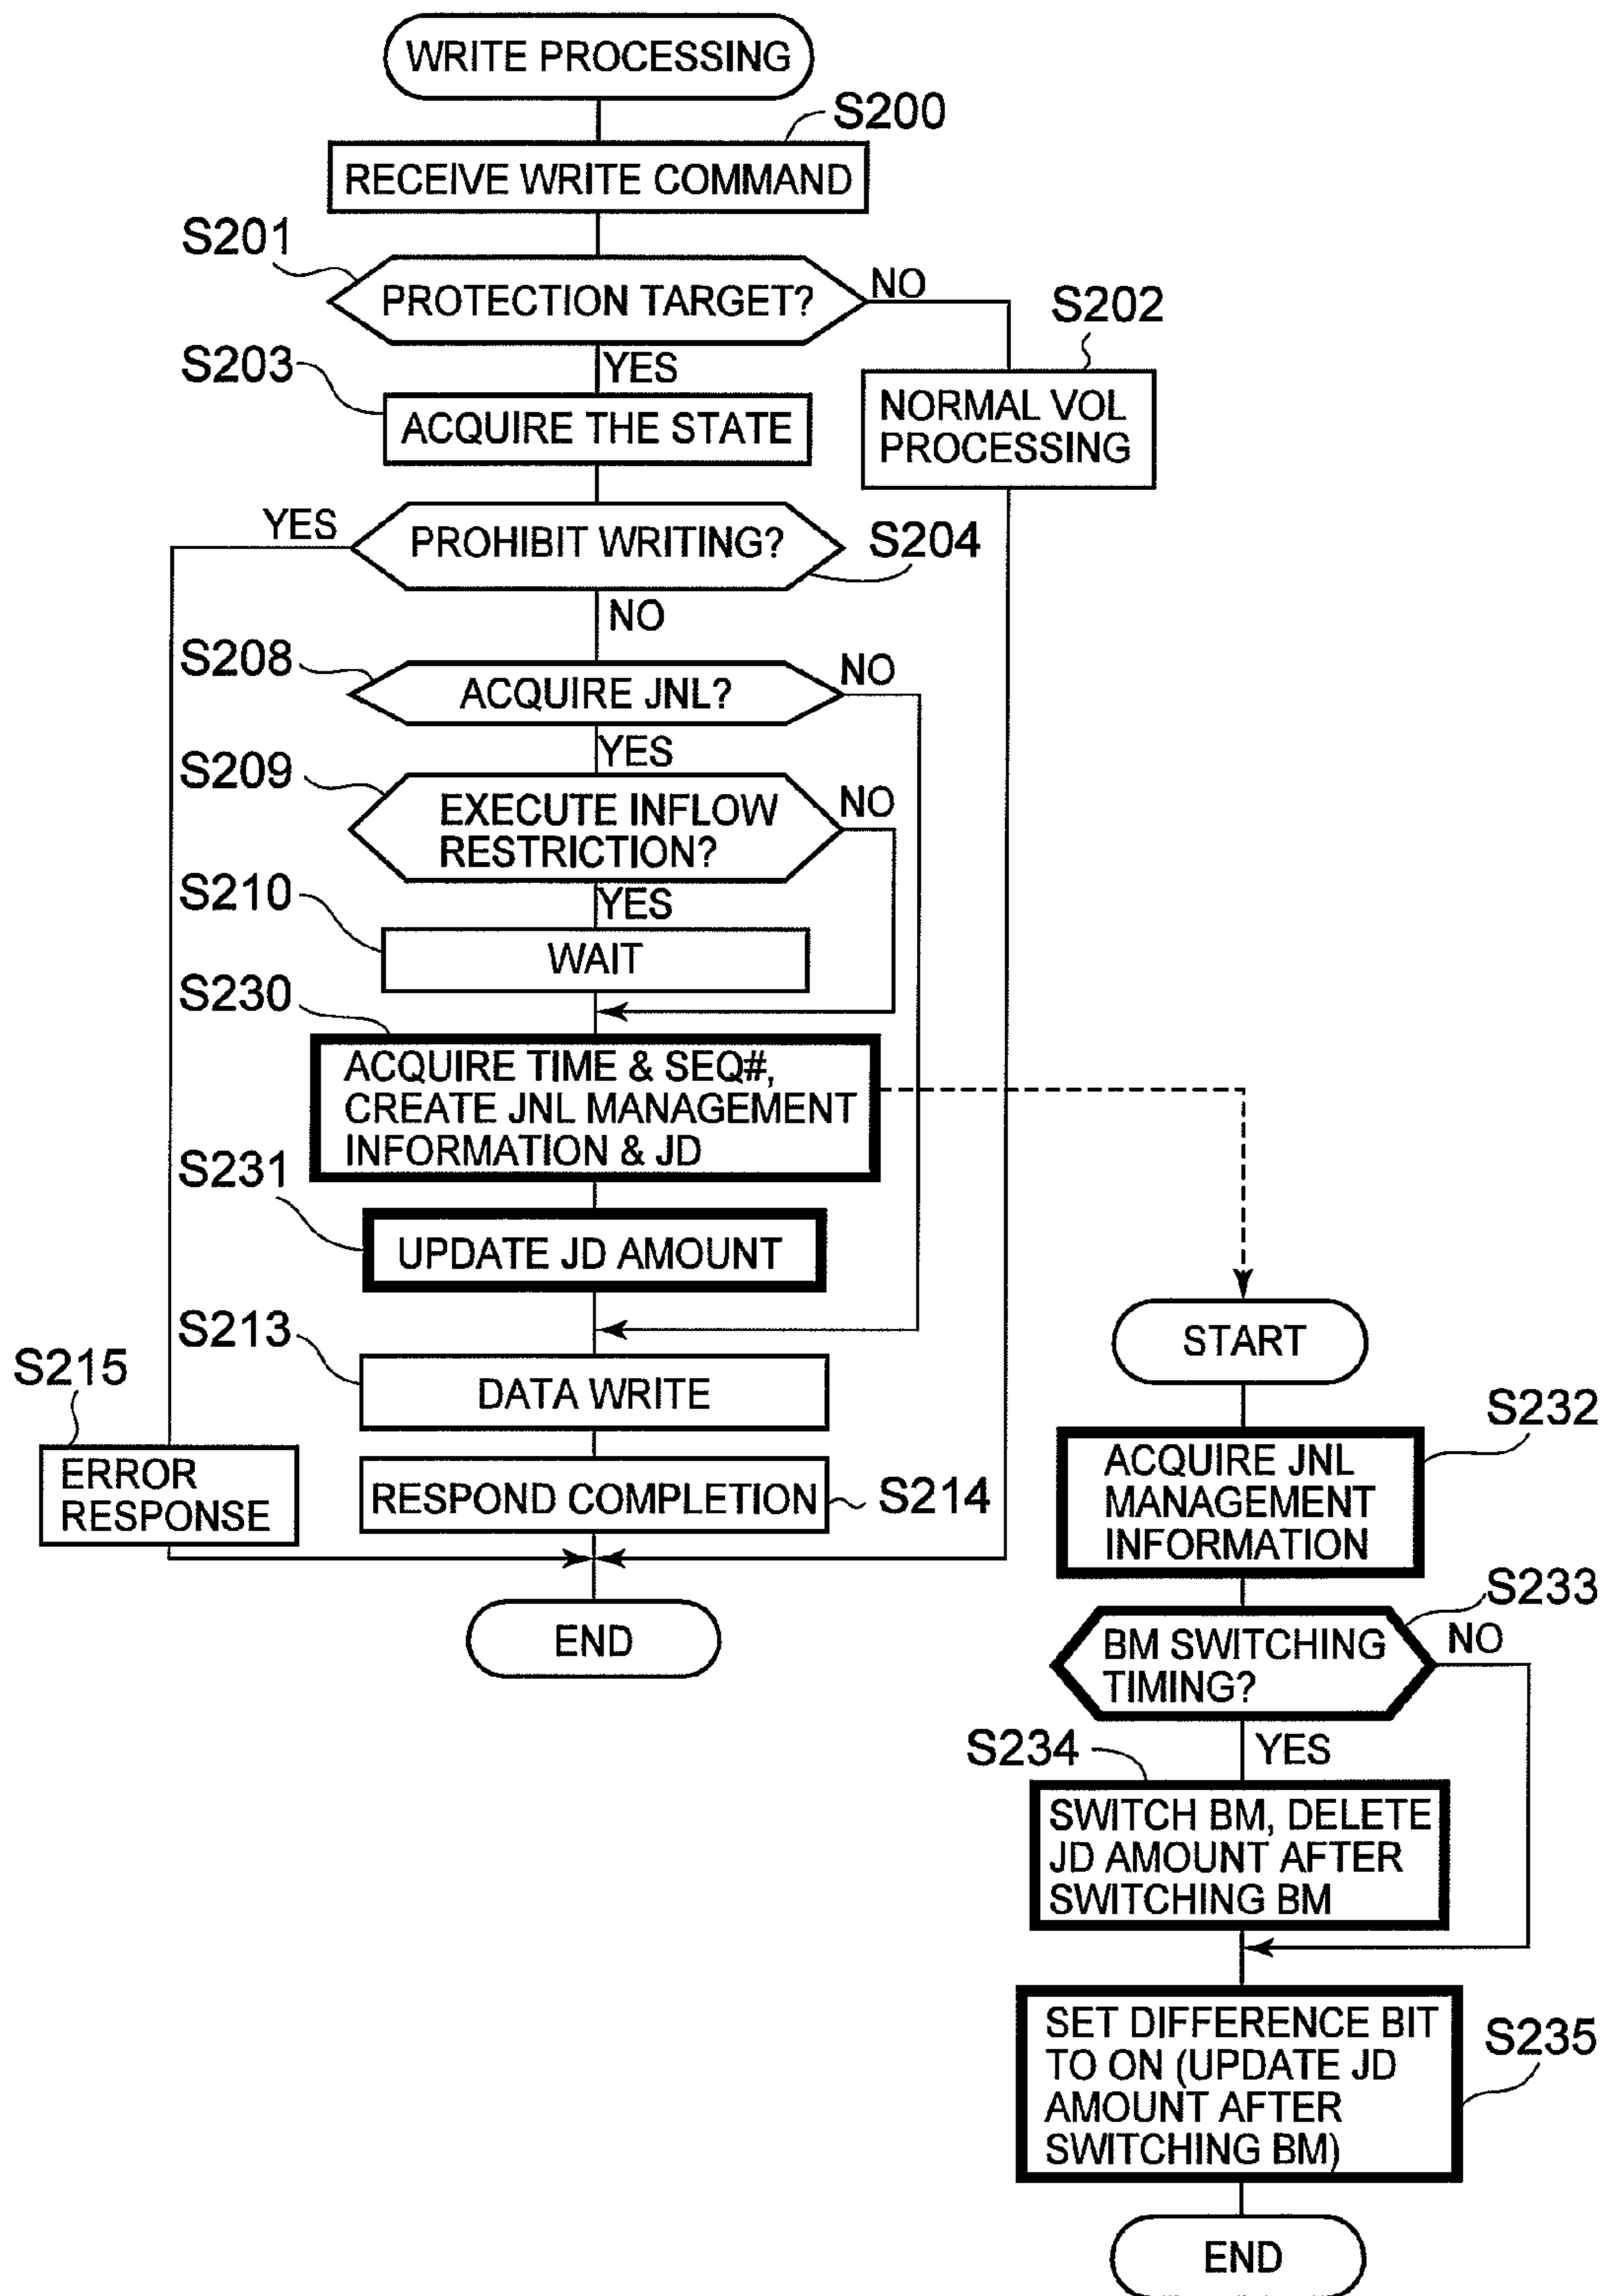 WRITE PROCESSING
S200
RECEIVE WRITE COMMAND
S201
PROTECTION TARGET?
NO
S202
NORMAL VOL
PROCESSING
YES
S203
ACQUIRE THE STATE
YES
PROHIBIT WRITING?
S204
NO
S208
ACQUIRE JNL?
NO
YES
S209
EXECUTE INFLOW
RESTRICTION?
NO
YES
S210
WAIT
S230
ACQUIRE TIME & SEQ#,
CREATE JNL MANAGEMENT
INFORMATION & JD
S231
UPDATE JD AMOUNT
S213
DATA WRITE
S215
ERROR
RESPONSE
RESPOND COMPLETION
S214
END
START
S232
ACQUIRE JNL
MANAGEMENT
INFORMATION
S233
BM SWITCHING
TIMING?
NO
YES
S234
SWITCH BM, DELETE
JD AMOUNT AFTER
SWITCHING BM
SET DIFFERENCE BIT
TO ON (UPDATE JD
AMOUNT AFTER
SWITCHING BM)
S235
END